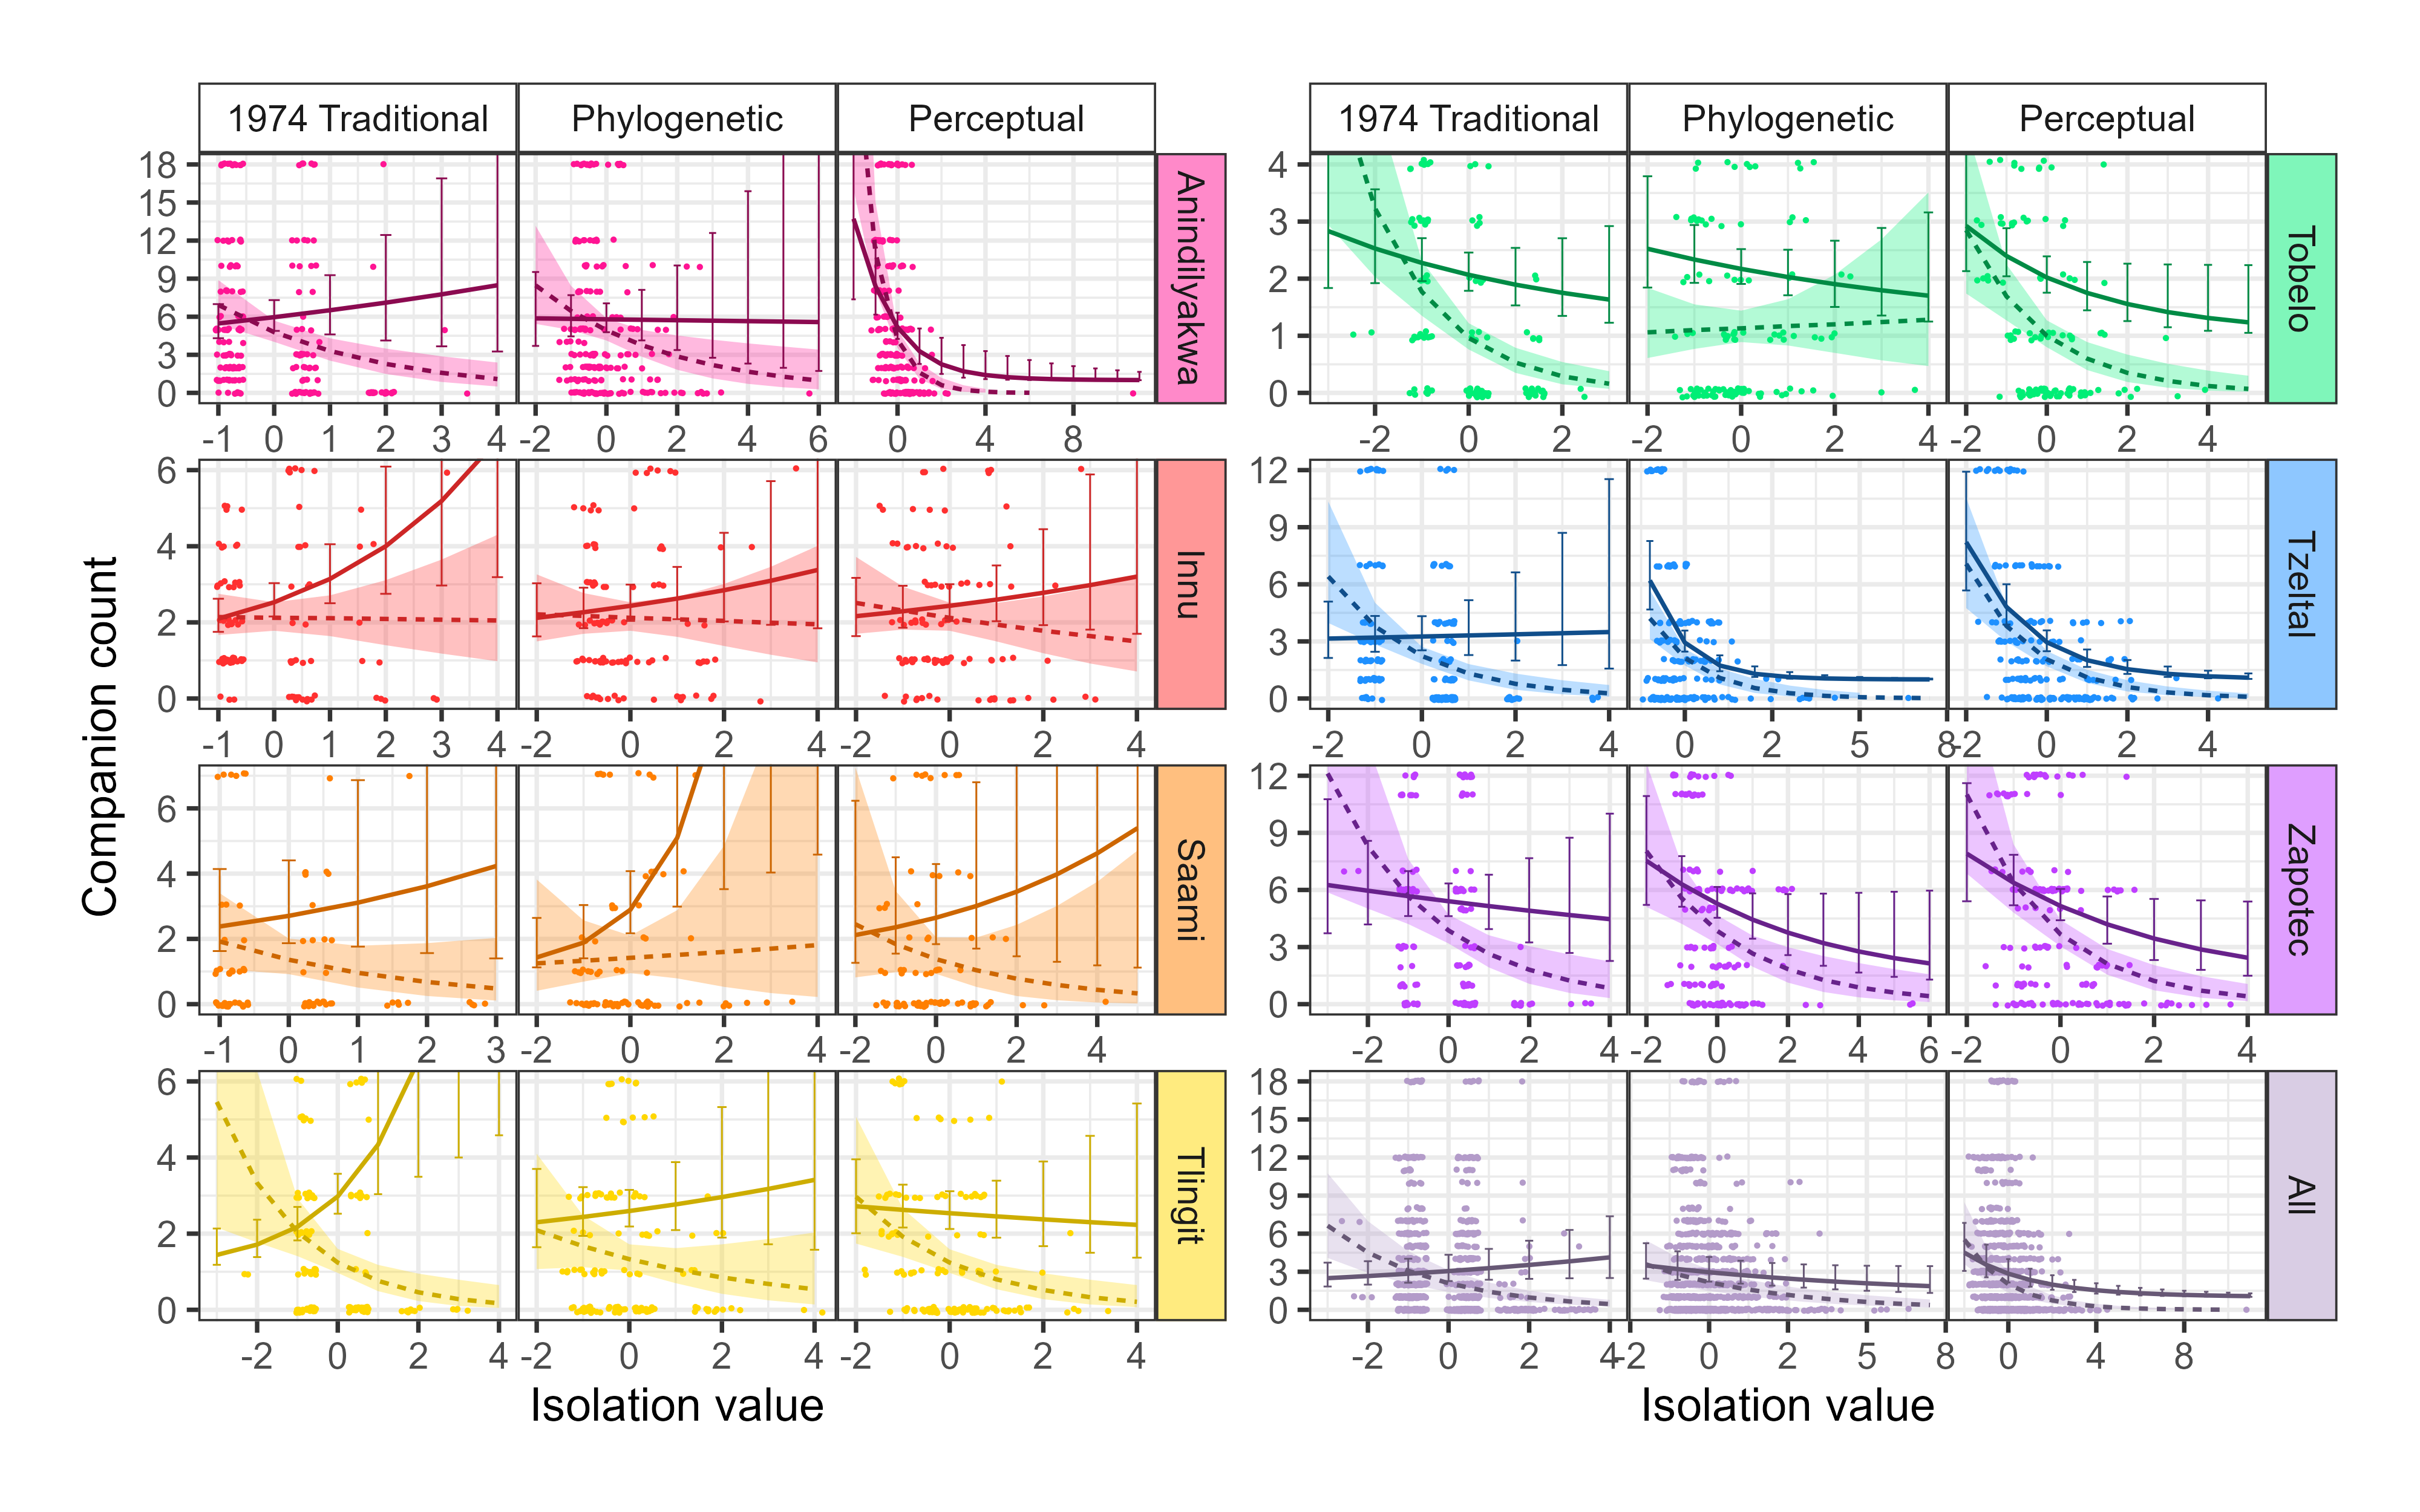 1974 Traditional Phylogenetic Perceptual
18
15
12
9
6
3
0
Anindilyakwa
-1 0 1 2 3 4 -2 0 2 4 6 0 4 8
6
4
2
0
Innu
-1 0 1 2 3 4 -2 0 2 4 -2 0 2 4
6
4
2
0
Saami
-1 0 1 2 3 -2 0 2 4 -2 0 2 4
6
4
2
0
Tlingit
-2 0 2 4 -2 0 2 4 -2 0 2 4
Companion count
Isolation value
1974 Traditional Phylogenetic Perceptual
4
3
2
1
0
Tobelo
-2 0 2 -2 0 2 4 -2 0 2 4
12
9
6
3
0
Tzeltal
-2 0 2 4 0 2 5 8 -2 0 2 4
12
9
6
3
0
Zapotec
-2 0 2 4 -2 0 2 4 6 -2 0 2 4
18
15
12
9
6
3
0
All
-2 0 2 4 -2 0 2 5 8 0 4 8
Isolation value